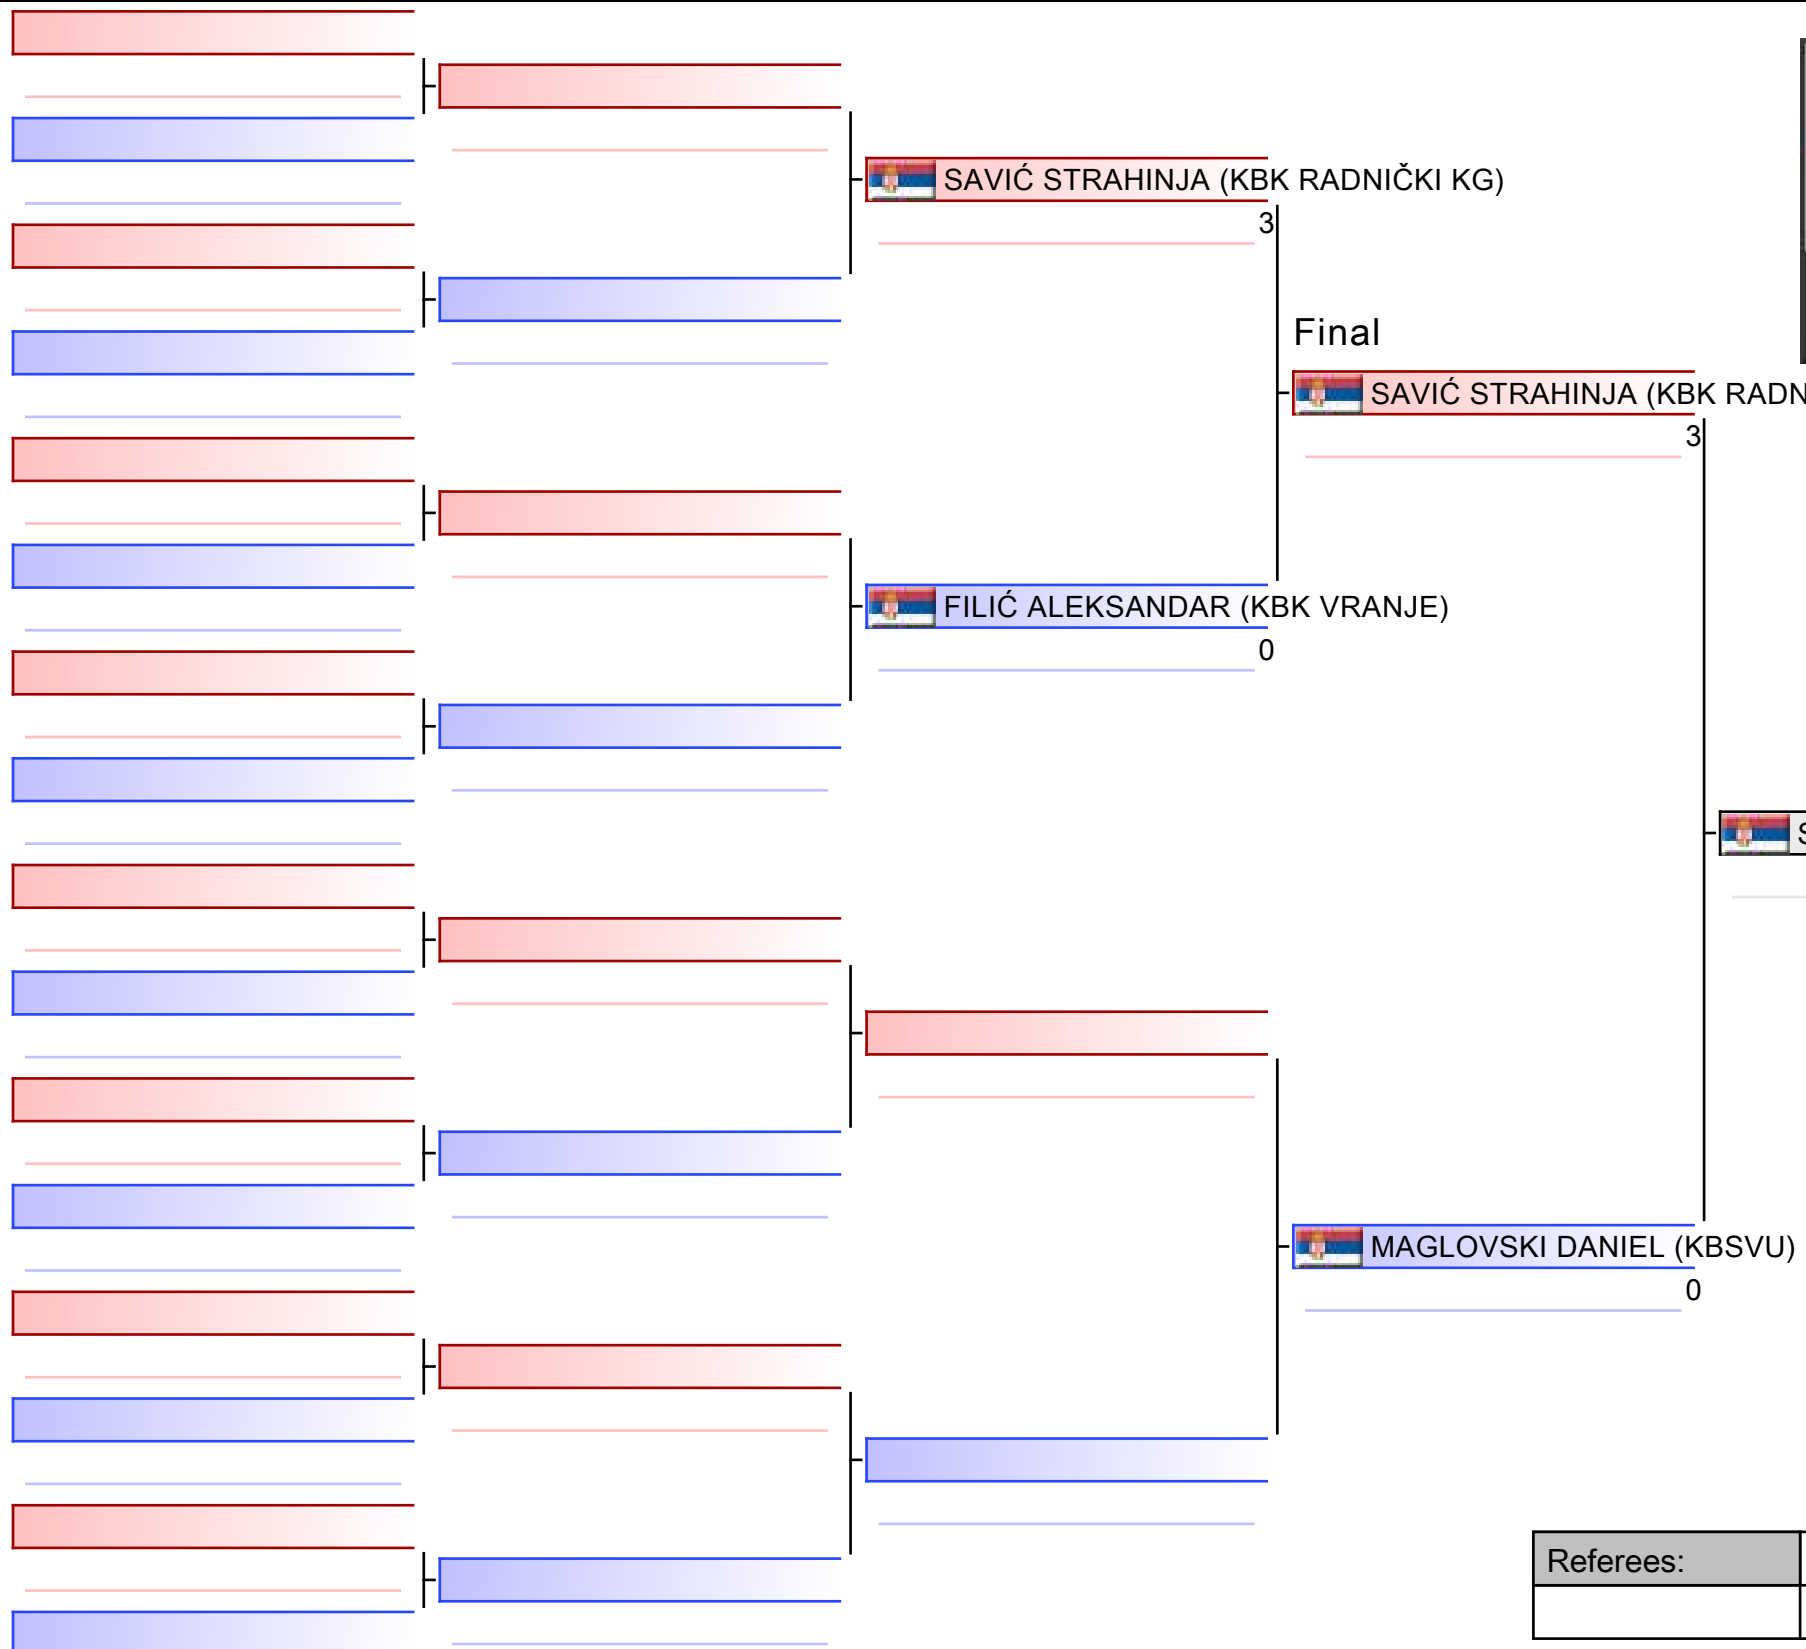 SAVIĆ STRAHINJA (KBK RADNIČKI KG)
3
Final
SAVIĆ STRAHINJA (KBK RADN
3
FILIĆ ALEKSANDAR (KBK VRANJE)
0
S
MAGLOVSKI DANIEL (KBSVU)
0
Referees: